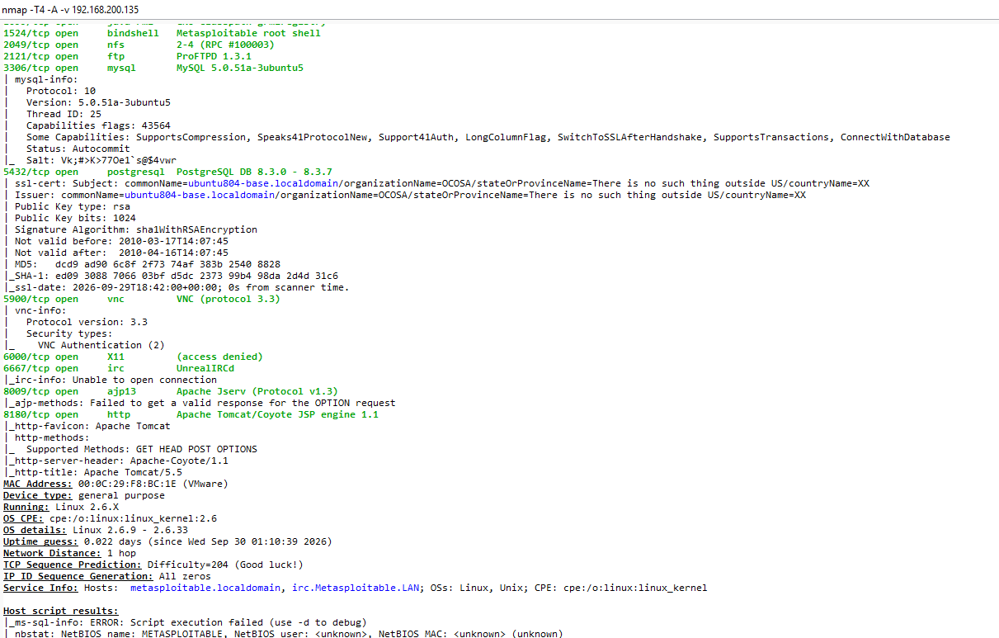 nmap -T4 -A -v 192.168.200.135
1524/tcp open     bindshell   Metasploitable root shell
2049/tcp open     nfs         2-4 (RPC #100003)
2121/tcp open     ftp         ProFTPD 1.3.1
3306/tcp open     mysql       MySQL 5.0.51a-3ubuntu5
| mysql-info:
|   Protocol: 10
|   Version: 5.0.51a-3ubuntu5
|   Thread ID: 25
|   Capabilities flags: 43564
|   Some Capabilities: SupportsCompression, Speaks41ProtocolNew, Support41Auth, LongColumnFlag, SwitchToSSLAfterHandshake, SupportsTransactions, ConnectWithDatabase
|   Status: Autocommit
|_  Salt: Vk;#>K>77Oe1`s@$4vwr
5432/tcp open     postgresql  PostgreSQL DB 8.3.0 - 8.3.7
| ssl-cert: Subject: commonName=ubuntu804-base.localdomain/organizationName=OCOSA/stateOrProvinceName=There is no such thing outside US/countryName=XX
| Issuer: commonName=ubuntu804-base.localdomain/organizationName=OCOSA/stateOrProvinceName=There is no such thing outside US/countryName=XX
| Public Key type: rsa
| Public Key bits: 1024
| Signature Algorithm: sha1WithRSAEncryption
| Not valid before: 2010-03-17T14:07:45
| Not valid after:  2010-04-16T14:07:45
| MD5:   dcd9 ad90 6c8f 2f73 74af 383b 2540 8828
|_SHA-1: ed09 3088 7066 03bf d5dc 2373 99b4 98da 2d4d 31c6
|_ssl-date: 2026-09-29T18:42:00+00:00; 0s from scanner time.
5900/tcp open     vnc         VNC (protocol 3.3)
| vnc-info:
|   Protocol version: 3.3
|   Security types:
|_    VNC Authentication (2)
6000/tcp open     X11         (access denied)
6667/tcp open     irc         UnrealIRCd
|_irc-info: Unable to open connection
8009/tcp open     ajp13       Apache Jserv (Protocol v1.3)
|_ajp-methods: Failed to get a valid response for the OPTION request
8180/tcp open     http        Apache Tomcat/Coyote JSP engine 1.1
|_http-favicon: Apache Tomcat
| http-methods:
|_  Supported Methods: GET HEAD POST OPTIONS
|_http-server-header: Apache-Coyote/1.1
|_http-title: Apache Tomcat/5.5
MAC Address: 00:0C:29:F8:BC:1E (VMware)
Device type: general purpose
Running: Linux 2.6.X
OS CPE: cpe:/o:linux:linux_kernel:2.6
OS details: Linux 2.6.9 - 2.6.33
Uptime guess: 0.022 days (since Wed Sep 30 01:10:39 2026)
Network Distance: 1 hop
TCP Sequence Prediction: Difficulty=204 (Good luck!)
IP ID Sequence Generation: All zeros
Service Info: Hosts:  metasploitable.localdomain, irc.Metasploitable.LAN; OSs: Linux, Unix; CPE: cpe:/o:linux:linux_kernel
Host script results:
|_ms-sql-info: ERROR: Script execution failed (use -d to debug)
| nbstat: NetBIOS name: METASPLOITABLE, NetBIOS user: <unknown>, NetBIOS MAC: <unknown> (unknown)